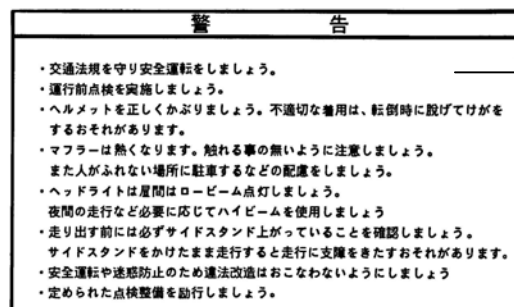 警 告
・交通法規を守り安全運転をしましょう。
・運行前点検を実施しましょう。
・ヘルメットを正しくかぶりましょう。不適切な着用は、転倒時に脱げてけがを
するおそれがあります。
・マフラーは熱くなります。触れる事の無いように注意しましょう。
また人がふれない場所に駐車するなどの配慮をしましょう。
・ヘッドライトは昼間はロービーム点灯しましょう。
夜間の走行など必要に応じてハイビームを使用しましょう
・走り出す前には必ずサイドスタンド上がっていることを確認しましょう。
サイドスタンドをかけたまま走行すると走行に支障をきたすおそれがあります。
・安全運転や迷惑防止のため違法改造はおこなわないようにしましょう
・定められた点検整備を励行しましょう。